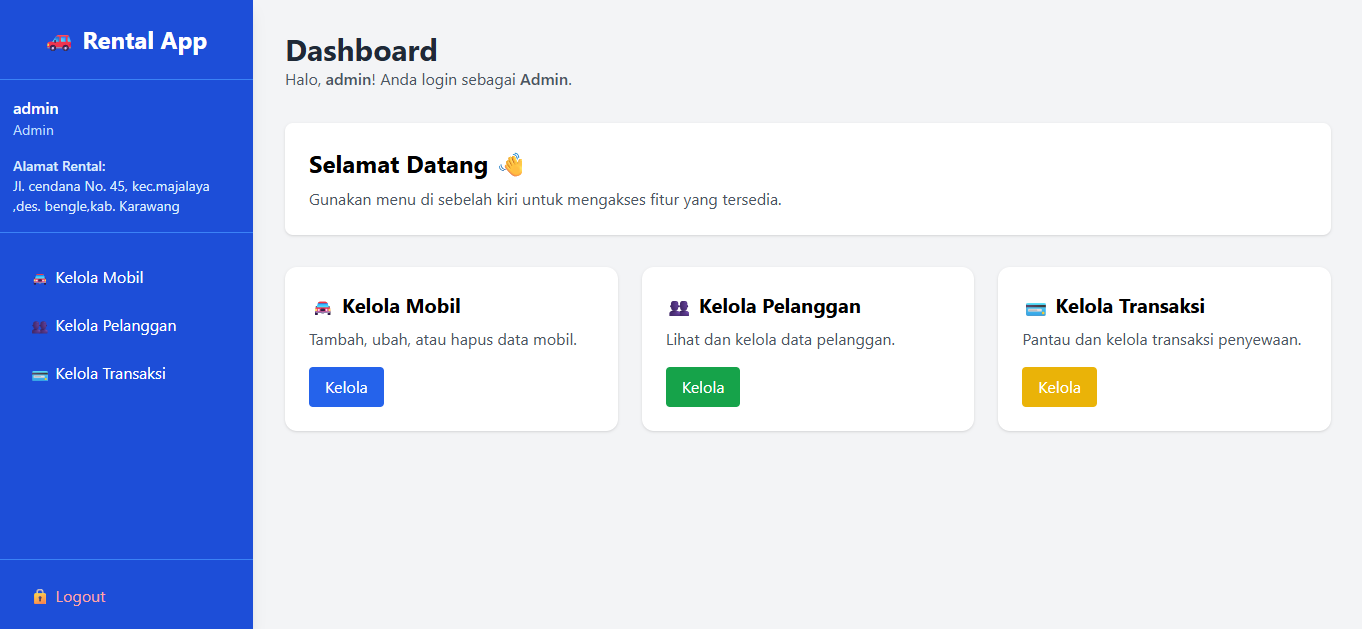 🚗 Rental App
admin
Admin
Alamat Rental:
Jl. cendana No. 45, kec.majalaya
,des. bengle,kab. Karawang
🚘 Kelola Mobil
👥 Kelola Pelanggan
💳 Kelola Transaksi
🔒 Logout
Dashboard
Halo, admin! Anda login sebagai Admin.
Selamat Datang 👋
Gunakan menu di sebelah kiri untuk mengakses fitur yang tersedia.
🚘 Kelola Mobil
Tambah, ubah, atau hapus data mobil.
Kelola
👥 Kelola Pelanggan
Lihat dan kelola data pelanggan.
Kelola
💳 Kelola Transaksi
Pantau dan kelola transaksi penyewaan.
Kelola